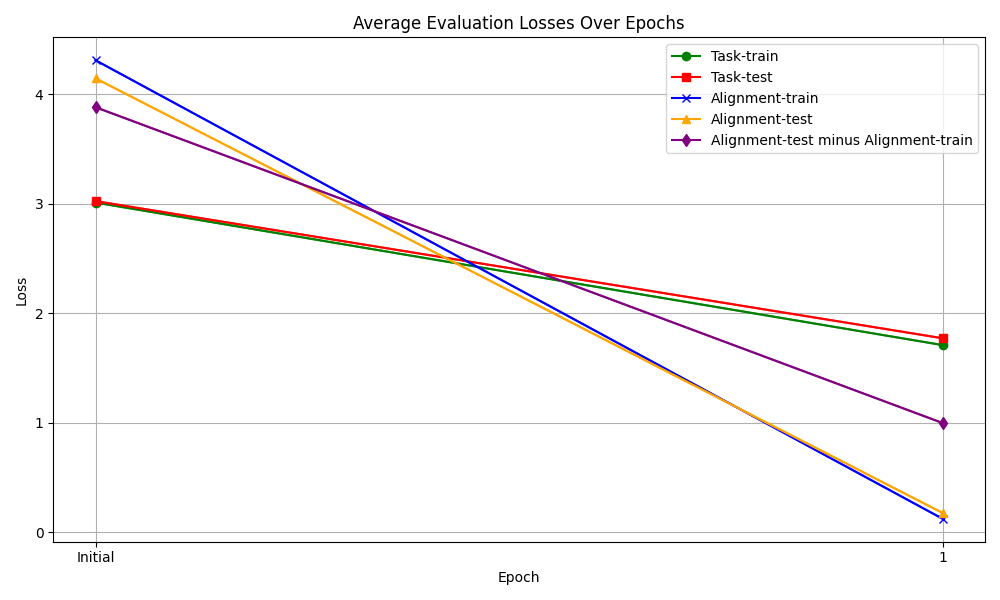 Average Evaluation Losses Over Epochs
Task-train
Task-test
Alignment-train
Alignment-test
Alignment-test minus Alignment-train
4
3
2
1
0
Loss
Initial
1
Epoch